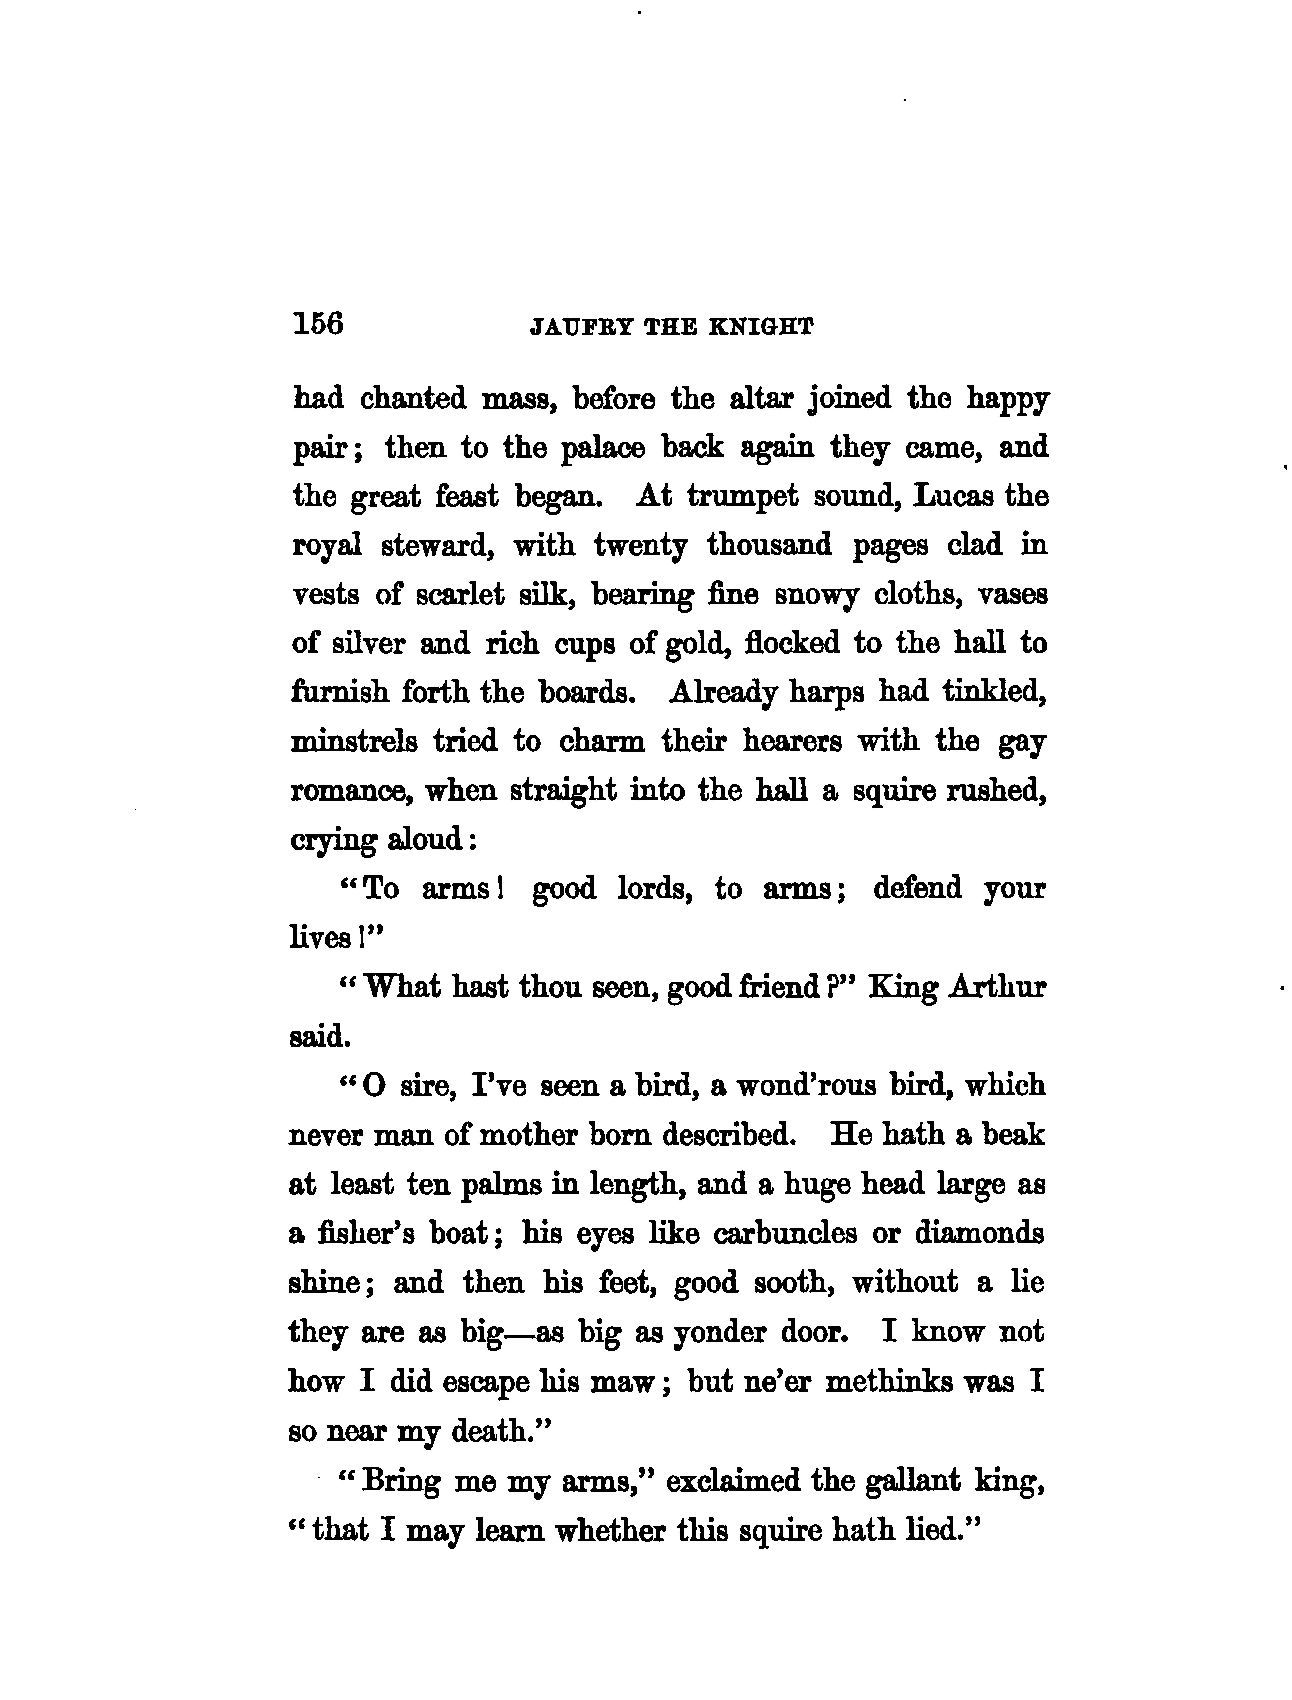 156 JAUFRY THE KNIGHT
had chanted mass, before the altar joined the happy
pair; then to the palace back again they came, and
the great feast began. At trumpet sound, Lucas the
royal steward, with twenty thousand pages clad in
vests of scarlet silk, bearing fine snowy cloths, vases
of silver and rich cups of gold, flocked to the hall to
furnish forth the boards. Already harps had tinkled,
minstrels tried to charm their hearers with the gay
romance, when straight into the hall a squire rushed,
crying aloud:
"To arms! good lords, to arms; defend your
lives!"
"What hast thou seen, good friend?" King Arthur
said.
"O sire, I've seen a bird, a wond'rous bird, which
never man of mother born described. He hath a beak
at least ten palms in length, and a huge head large as
a fisher's boat; his eyes like carbuncles or diamonds
shine; and then his feet, good sooth, without a lie
they are as big—as big as yonder door. I know not
how I did escape his maw; but ne'er methinks was I
so near my death."
"Bring me my arms," exclaimed the gallant king,
"that I may learn whether this squire hath lied."